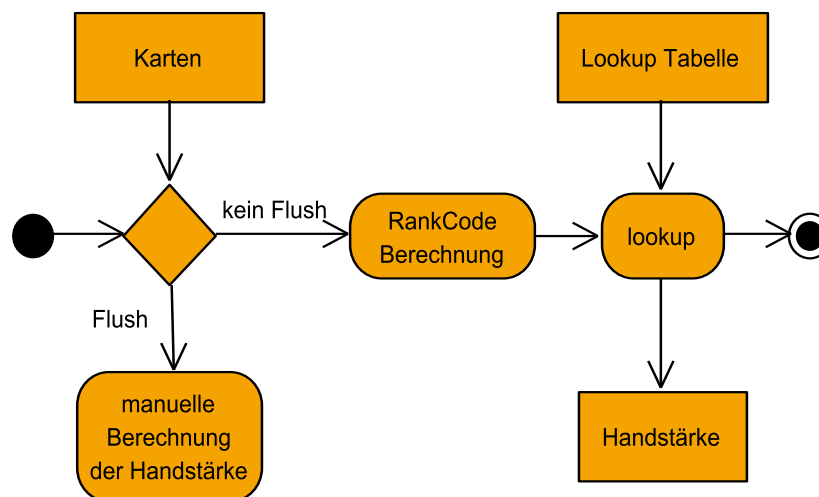 Karten
Lookup Tabelle
kein Flush
RankCode
Berechnung
lookup
Flush
manuelle
Berechnung
der Handstärke
Handstärke